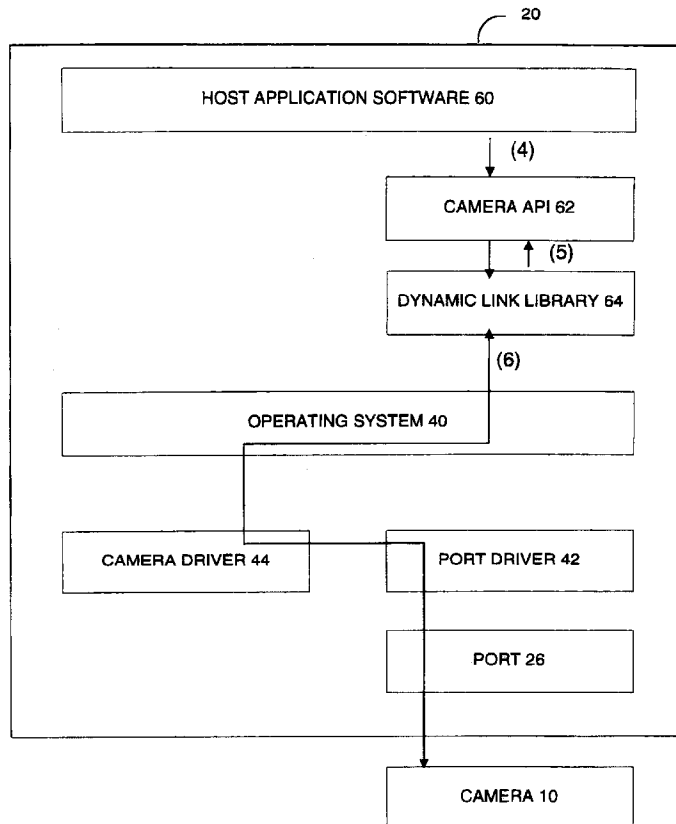 20
HOST APPLICATION SOFTWARE 60
(4)
CAMERA API 62
(5)
DYNAMIC LINK LIBRARY 64
(6)
OPERATING SYSTEM 40
CAMERA DRIVER 44
PORT DRIVER 42
PORT 26
CAMERA 10